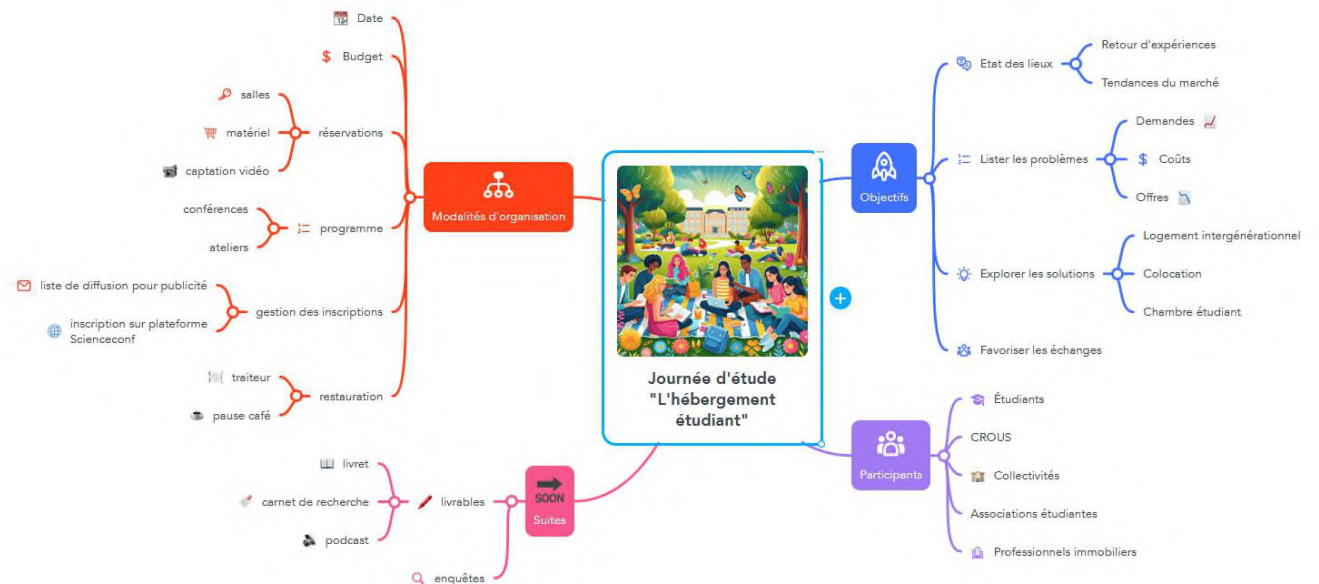 Journée d'étude
"L'hébergement
étudiant"
Modalités d'organisation
Date
$ Budget
réservations
salles
matériel
captation vidéo
programme
conférences
ateliers
gestion des inscriptions
liste de diffusion pour publicité
inscription sur plateforme
Scienceconf
restauration
traiteur
pause café
SOON
Suites
livrables
livret
carnet de recherche
podcast
enquêtes
Objectifs
Etat des lieux
Retour d'expériences
Tendances du marché
Lister les problèmes
Demandes
$ Coûts
Offres
Explorer les solutions
Logement intergénérationnel
Colocation
Chambre étudiant
Favoriser les échanges
Participants
Étudiants
CROUS
Collectivités
Associations étudiantes
Professionnels immobiliers